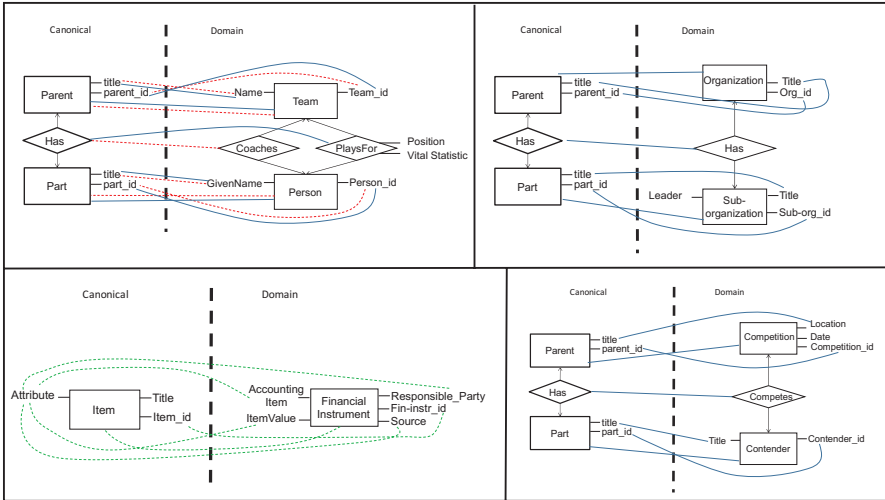 Canonical
Domain
title
parent_id
Parent
Name
Team_id
Team
Has
Coaches
PlaysFor
Position
Vital Statistic
title
part_id
Part
GivenName
Person_id
Person
Canonical
Domain
title
parent_id
Parent
Organization
Title
Org_id
Has
Has
title
part_id
Part
Leader
Sub-
organization
Title
Sub-org_id
Canonical
Domain
Attribute
Item
Title
Item_id
Accounting
Item
ItemValue
Financial
Instrument
Responsible_Party
Fin-instr_id
Source
Canonical
Domain
title
parent_id
Parent
Competition
Location
Date
Competition_id
Has
Competes
title
part_id
Part
Title
Contender
Contender_id